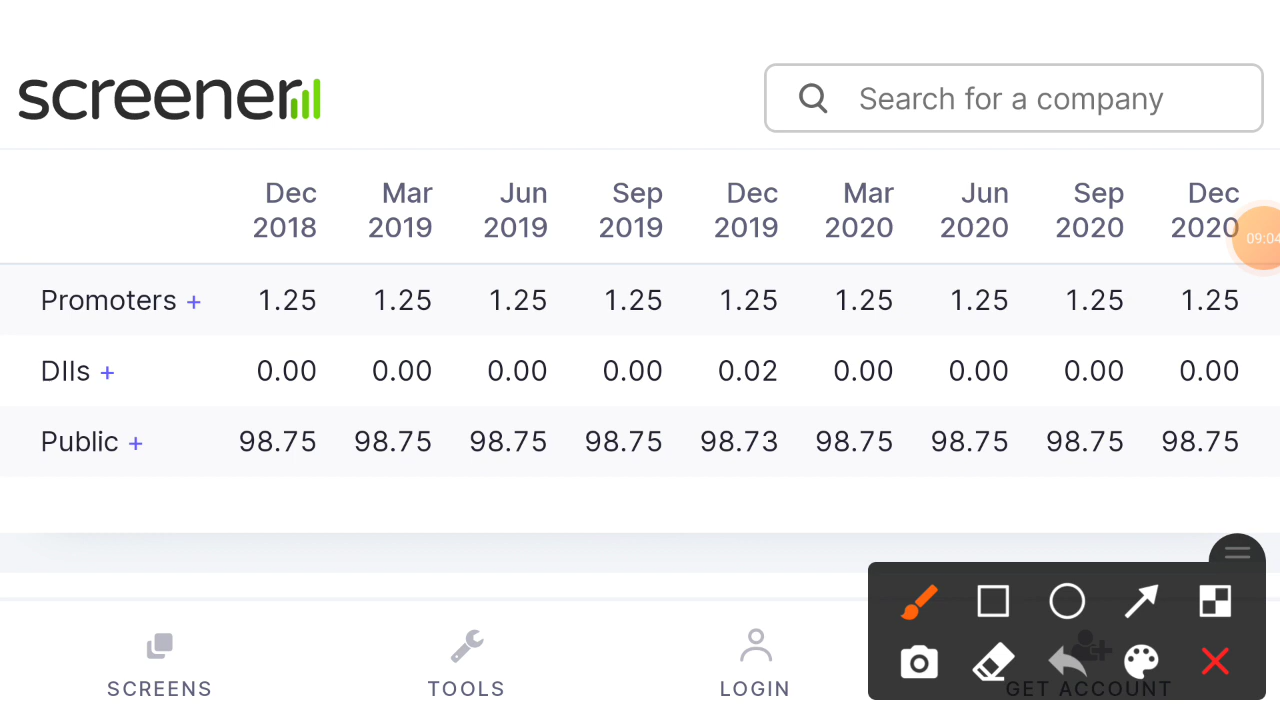 screener
Search for a company
Dec Mar Jun Sep Dec Mar Jun Sep Dec
2018 2019 2019 2019 2019 2020 2020 2020 2020
09:04
Promoters + 1.25 1.25 1.25 1.25 1.25 1.25 1.25 1.25 1.25
DIIs + 0.00 0.00 0.00 0.00 0.02 0.00 0.00 0.00 0.00
Public + 98.75 98.75 98.75 98.75 98.73 98.75 98.75 98.75 98.75
SCREENS TOOLS LOGIN GET ACCOUNT